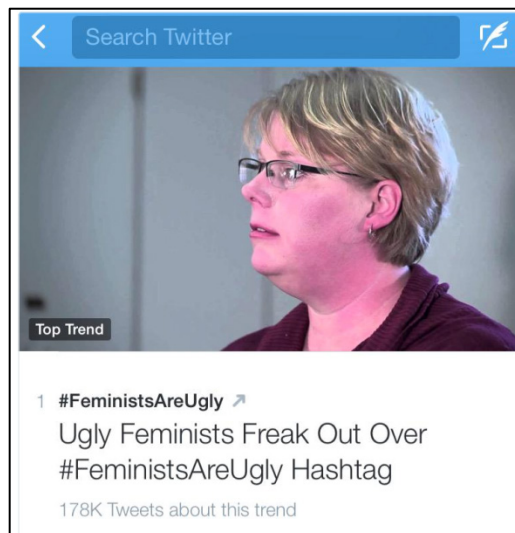 Search Twitter
Top Trend
1 #FeministsAreUgly ↗
Ugly Feminists Freak Out Over
#FeministsAreUgly Hashtag
178K Tweets about this trend